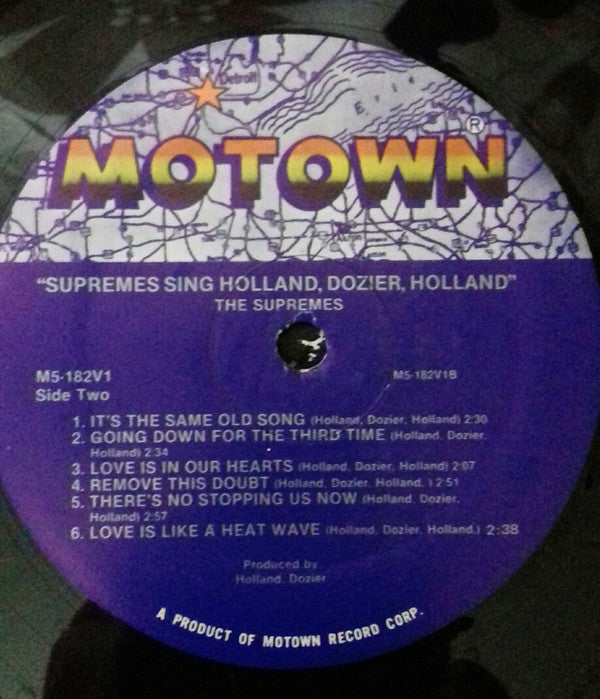 Detroit
Erie
MOTOWN®
"SUPREMES SING HOLLAND, DOZIER, HOLLAND"
THE SUPREMES
M5-182V1
M5-182V1B
Side Two
1. IT'S THE SAME OLD SONG (Holland, Dozier, Holland) 2:30
2. GOING DOWN FOR THE THIRD TIME (Holland, Dozier,
Holland) 2:34
3. LOVE IS IN OUR HEARTS (Holland, Dozier, Holland) 2:07
4. REMOVE THIS DOUBT (Holland, Dozier, Holland, ) 2:51
5. THERE'S NO STOPPING US NOW (Holland, Dozier,
Holland) 2:57
6. LOVE IS LIKE A HEAT WAVE (Holland, Dozier, Holland,) 2:38
Produced by
Holland, Dozier
A PRODUCT OF MOTOWN RECORD CORP.